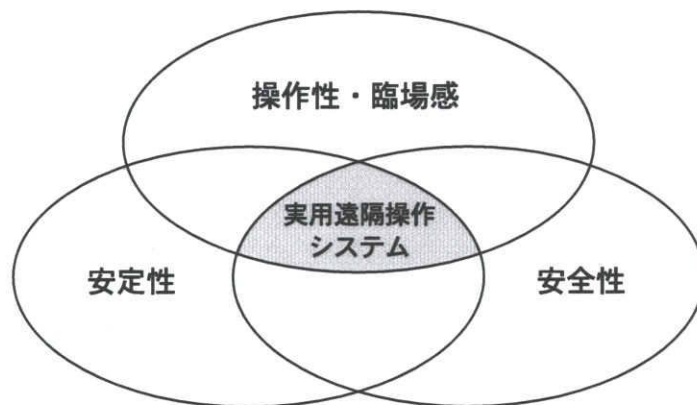 操作性・臨場感
実用遠隔操作
システム
安定性
安全性